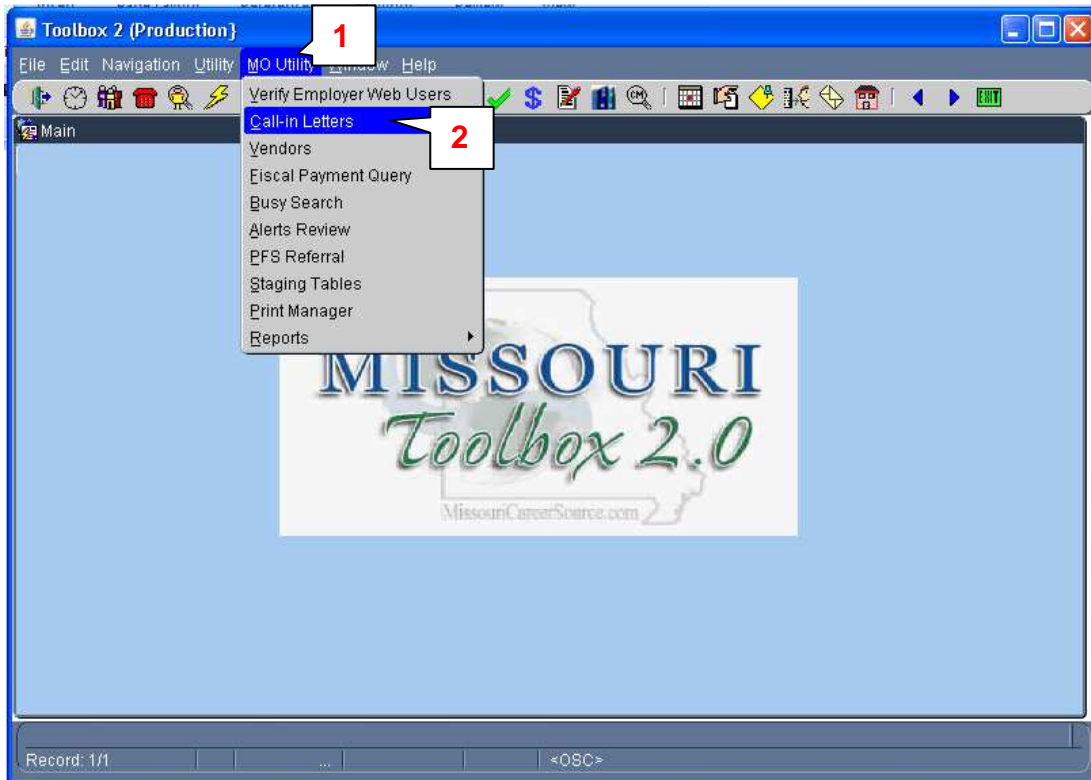 Toolbox 2 (Production}
1
File Edit Navigation Utility MO Utility Window Help
Verify Employer Web Users
Call-in Letters
2
Vendors
Fiscal Payment Query
Busy Search
Alerts Review
PFS Referral
Staging Tables
Print Manager
Reports
$
CM
EXIT
Main
MISSOURI
Toolbox 2.0
MissouriCareerSource.com
Record: 1/1
...
<OSC>